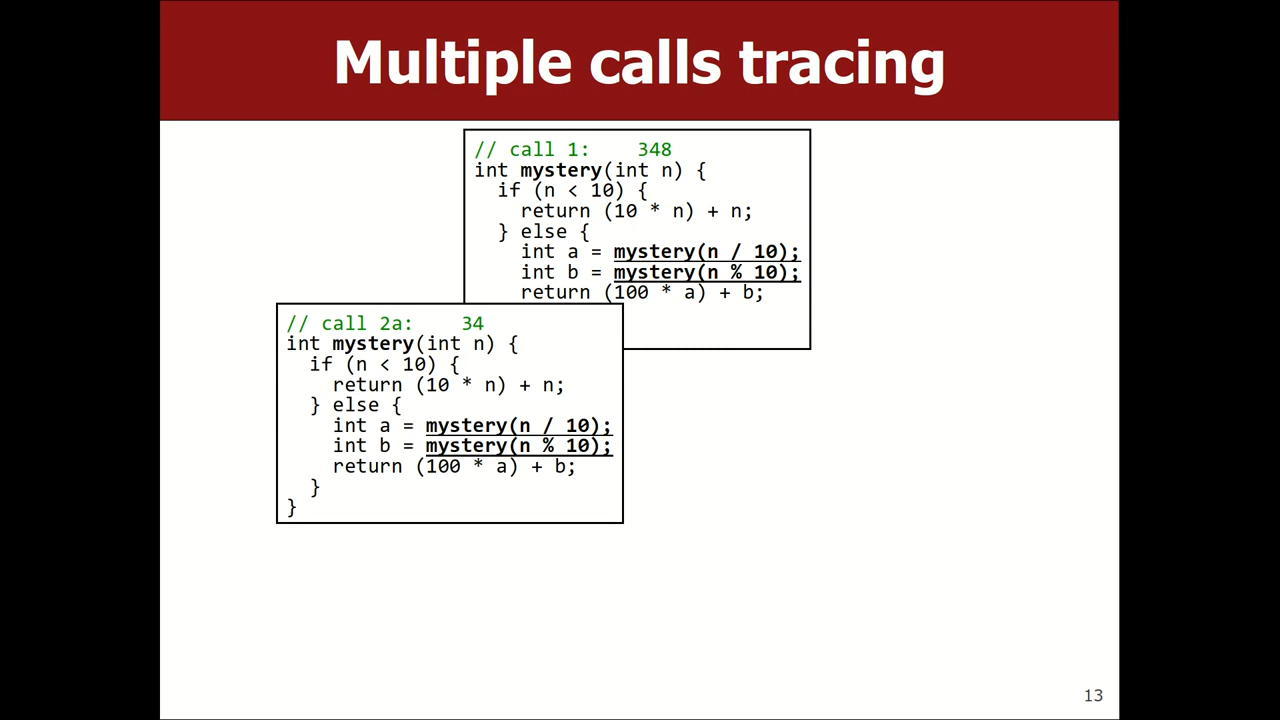 Multiple calls tracing
// call 1:    348
int mystery(int n) {
  if (n < 10) {
    return (10 * n) + n;
  } else {
    int a = mystery(n / 10);
    int b = mystery(n % 10);
    return (100 * a) + b;
// call 2a:    34
int mystery(int n) {
  if (n < 10) {
    return (10 * n) + n;
  } else {
    int a = mystery(n / 10);
    int b = mystery(n % 10);
    return (100 * a) + b;
  }
}
13